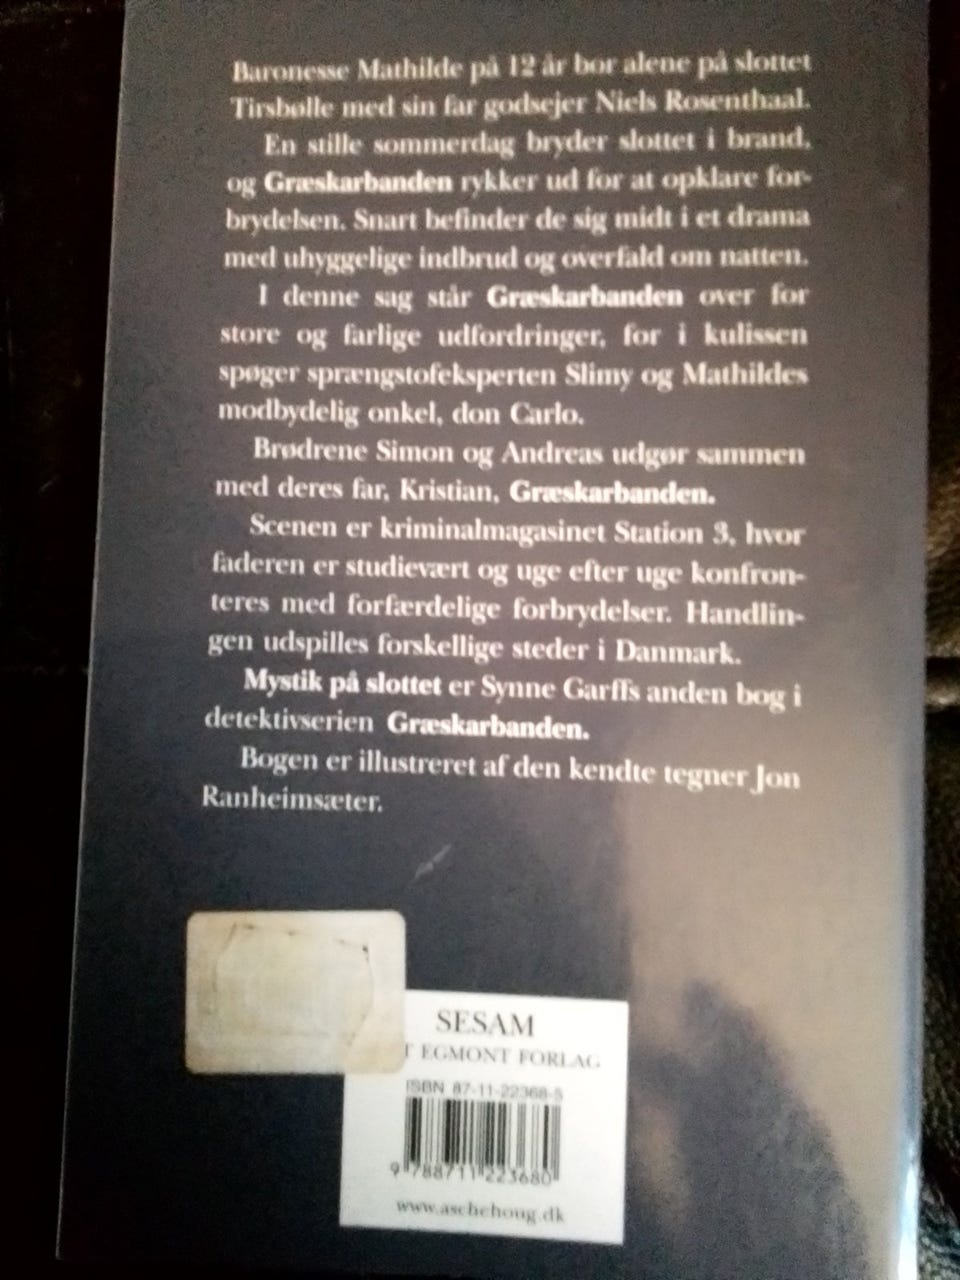 Baronesse Mathilde på 12 år bor alene på slottet
Tirsbølle med sin far godsejer Niels Rosenthaal.
En stille sommerdag bryder slottet i brand,
og Græskarbanden rykker ud for at opklare for-
brydelsen. Snart befinder de sig midt i et drama
med uhyggelige indbrud og overfald om natten.
I denne sag står Græskarbanden over for
store og farlige udfordringer, for i kulissen
spøger sprængstofeksperten Slimy og Mathildes
modbydelig onkel, don Carlo.
Brødrene Simon og Andreas udgør sammen
med deres far, Kristian, Græskarbanden.
Scenen er kriminalmagasinet Station 3, hvor
faderen er studievært og uge efter uge konfron-
teres med forfærdelige forbrydelser. Handlin-
gen udspilles forskellige steder i Danmark.
Mystik på slottet er Synne Garffs anden bog i
detektivserien Græskarbanden.
Bogen er illustreret af den kendte tegner Jon
Ranheimsæter.
SESAM
T EGMONT FORLAG
ISBN 87-11-22368-5
9 788711 223680
www.aschehoug.dk